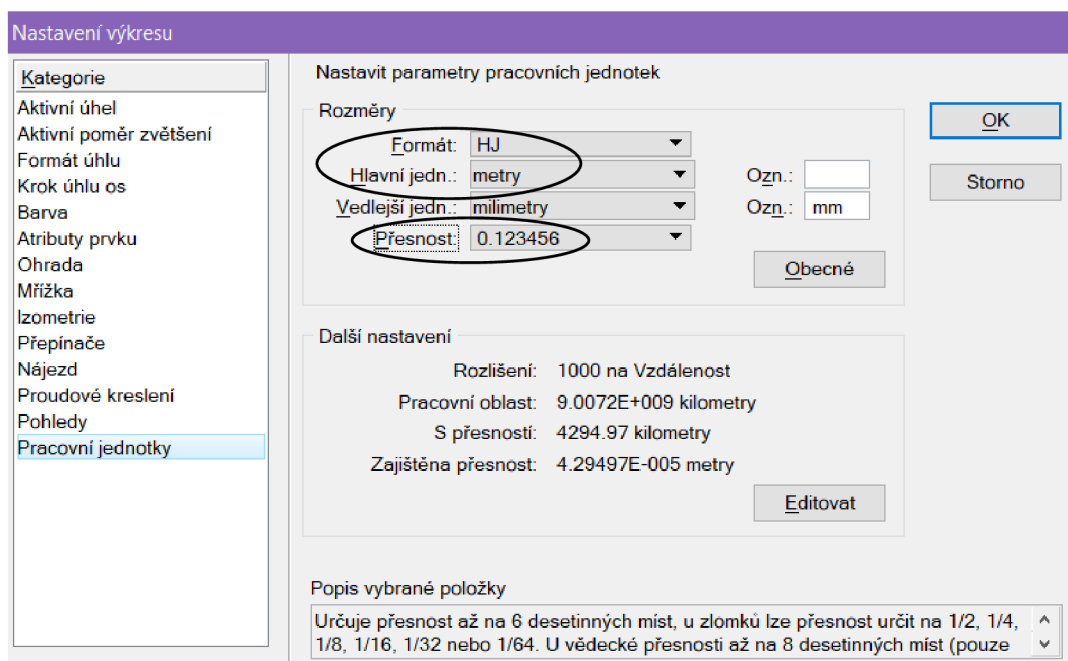 Nastavení výkresu
Kategorie
Aktivní úhel
Aktivní poměr zvětšení
Formát úhlu
Krok úhlu os
Barva
Atributy prvku
Ohrada
Mřížka
Izometrie
Přepínače
Nájezd
Proudové kreslení
Pohledy
Pracovní jednotky
Nastavit parametry pracovních jednotek
Rozměry
Formát: HJ
Hlavní jedn.: metry Ozn.:
Vedlejší jedn.: milimetry Ozn.: mm
Přesnost: 0.123456
Obecné
Další nastavení
Rozlišení: 1000 na Vzdálenost
Pracovní oblast: 9.0072E+009 kilometry
S přesností: 4294.97 kilometry
Zajištěna přesnost: 4.29497E-005 metry
Editovat
Popis vybrané položky
Určuje přesnost až na 6 desetinných míst, u zlomků lze přesnost určit na 1/2, 1/4,
1/8, 1/16, 1/32 nebo 1/64. U vědecké přesnosti až na 8 desetinných míst (pouze
OK
Storno